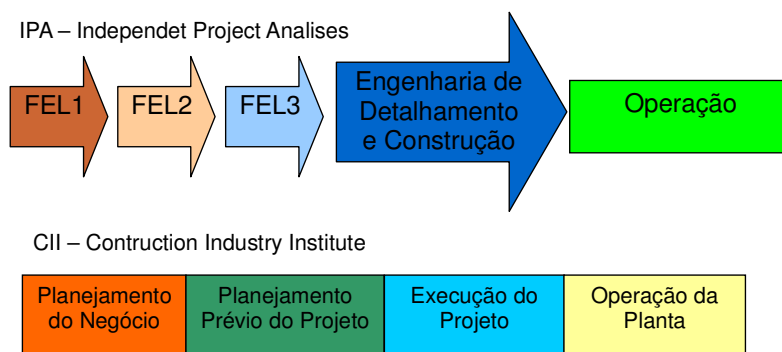 IPA – Independet Project Analises
FEL1
FEL2
FEL3
Engenharia de
Detalhamento
e Construção
Operação
CII – Contruction Industry Institute
Planejamento
do Negócio
Planejamento
Prévio do Projeto
Execução do
Projeto
Operação da
Planta